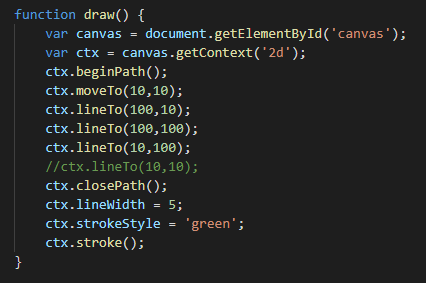 function draw() {
    var canvas = document.getElementById('canvas');
    var ctx = canvas.getContext('2d');
    ctx.beginPath();
    ctx.moveTo(10,10);
    ctx.lineTo(100,10);
    ctx.lineTo(100,100);
    ctx.lineTo(10,100);
    //ctx.lineTo(10,10);
    ctx.closePath();
    ctx.lineWidth = 5;
    ctx.strokeStyle = 'green';
    ctx.stroke();
}